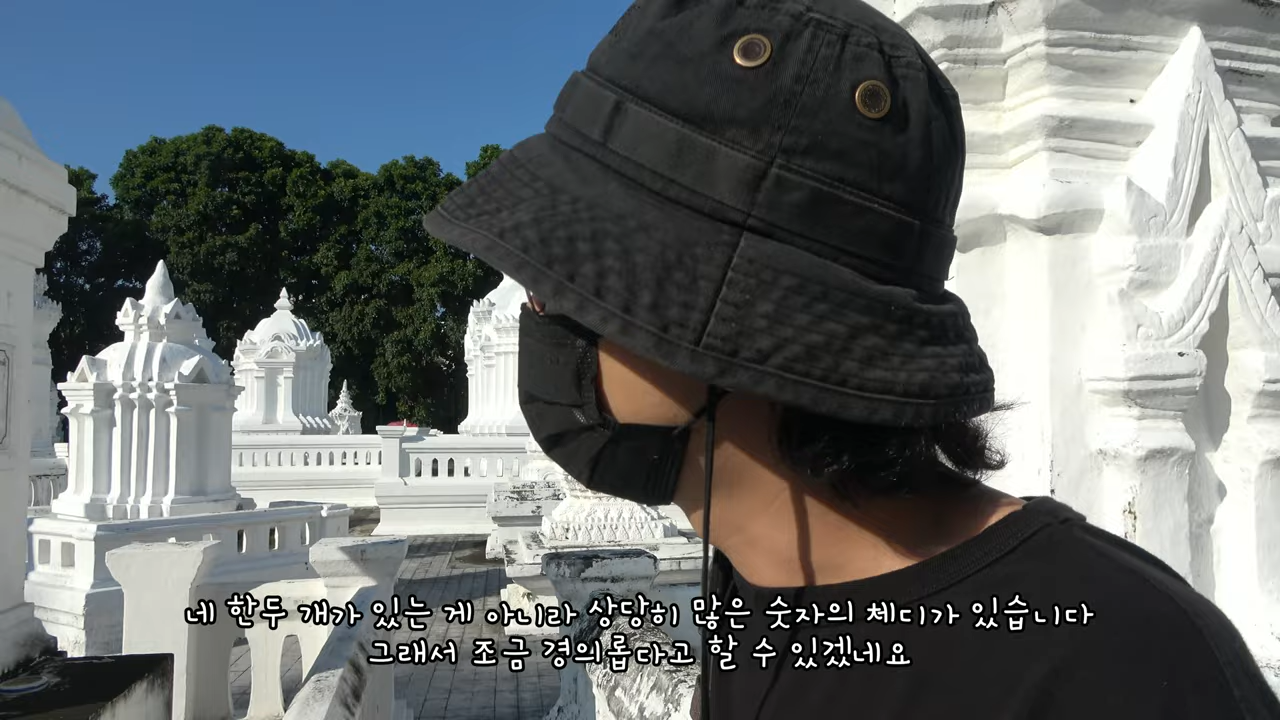 네 한두 개가 있는 게 아니라 상당히 많은 숫자의 체디가 있습니다
그래서 조금 경의롭다고 할 수 있겠네요